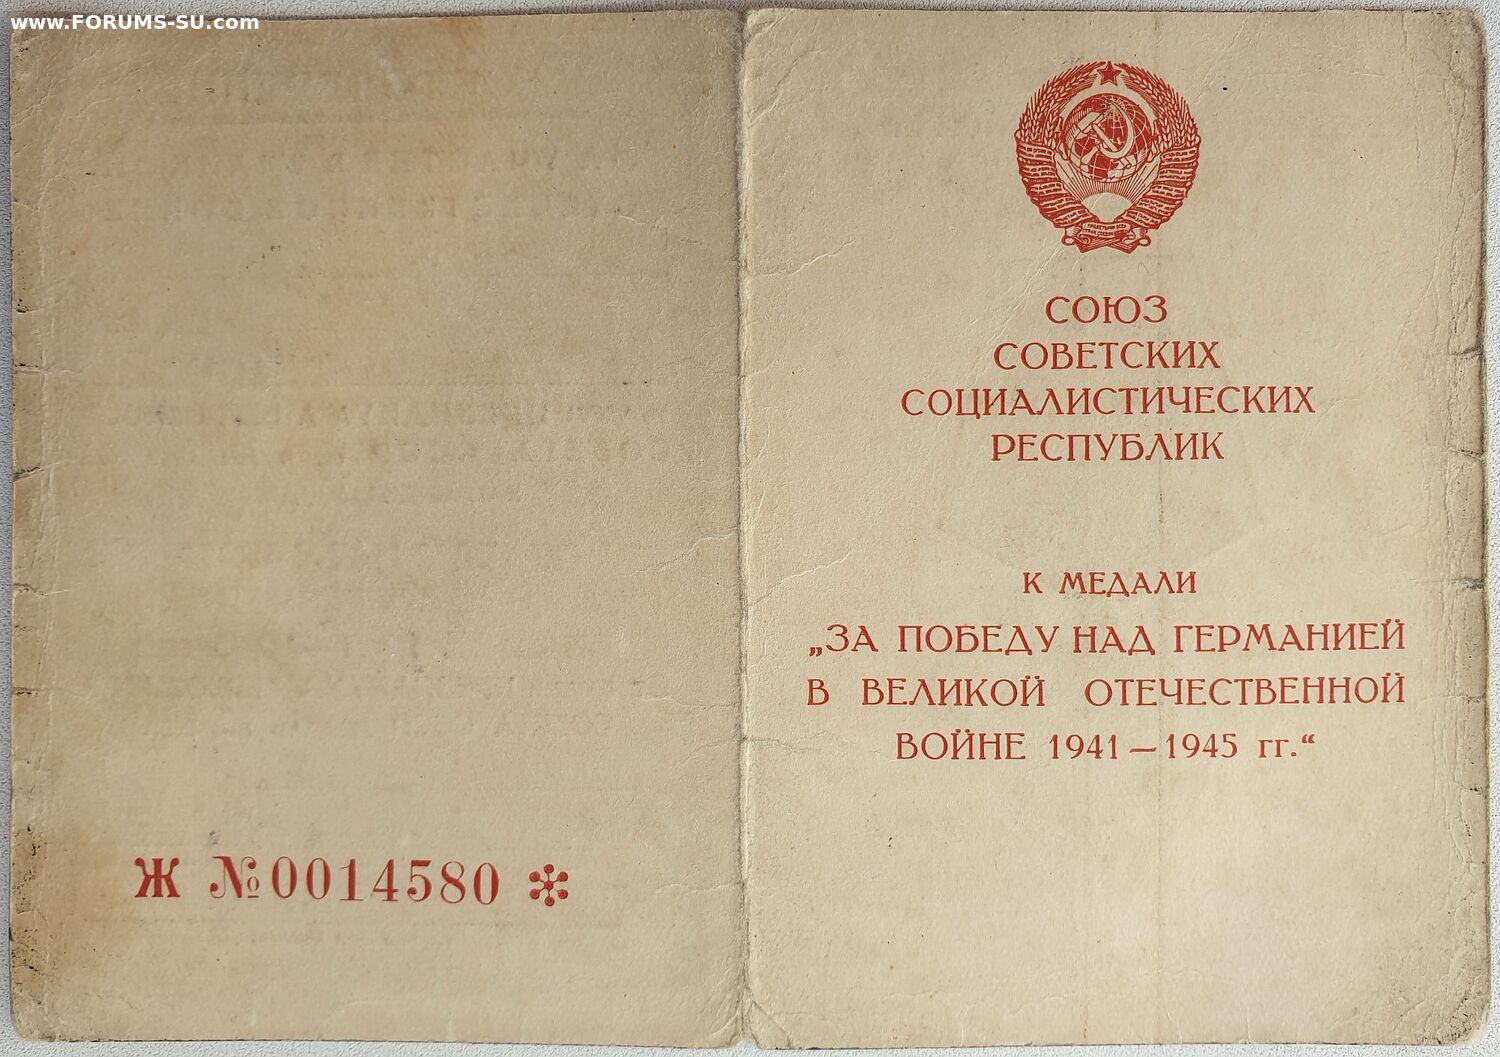 www.FORUMS-SU.com
СОЮЗ
СОВЕТСКИХ
СОЦИАЛИСТИЧЕСКИХ
РЕСПУБЛИК
К МЕДАЛИ
„ЗА ПОБЕДУ НАД ГЕРМАНИЕЙ
В ВЕЛИКОЙ ОТЕЧЕСТВЕННОЙ
ВОЙНЕ 1941—1945 гг.“
Ж №0014580